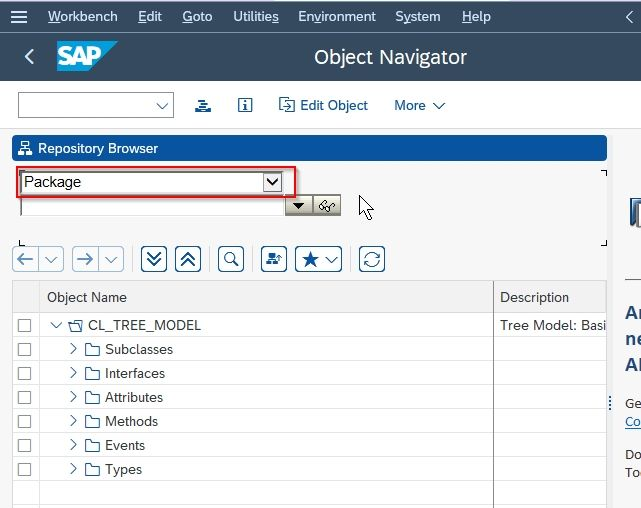 Workbench Edit Goto Utilities Environment System Help
SAP Object Navigator
Edit Object More
Repository Browser
Package
Object Name Description
CL_TREE_MODEL Tree Model: Basi
Subclasses
Interfaces
Attributes
Methods
Events
Types
Ar
ne
Al
Ge
Co
Do
Too